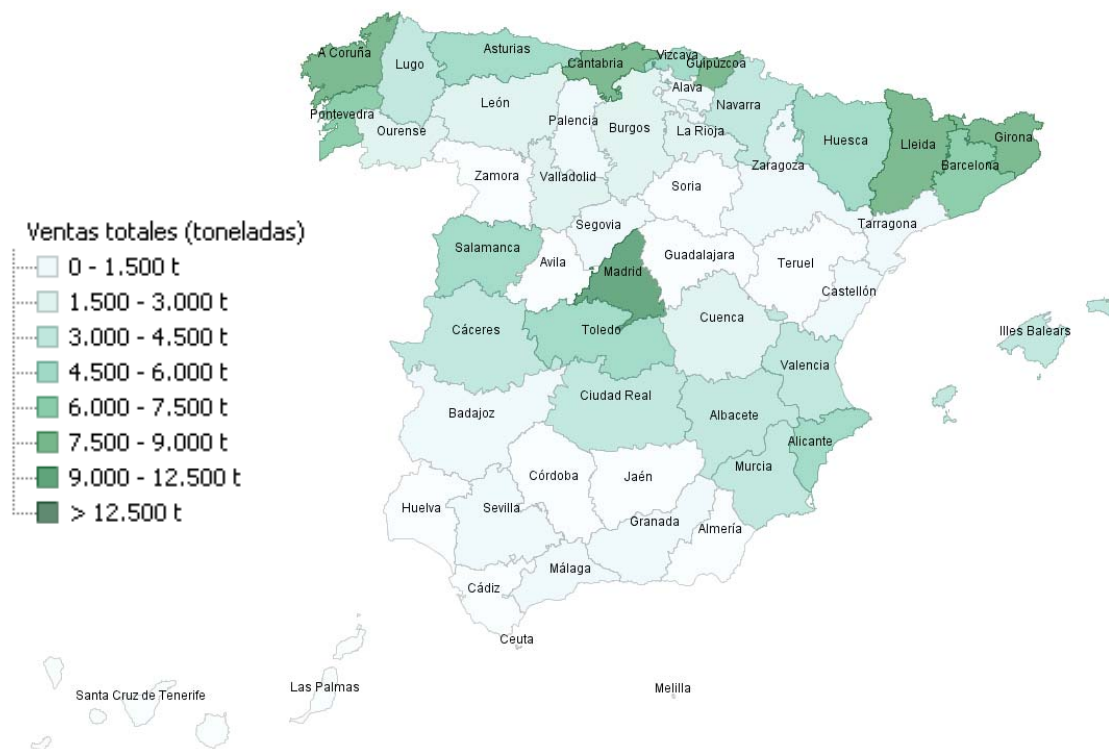 A Coruña
Lugo
Asturias
Cantabria
Vizcaya
Guipúzcoa
Alava
Navarra
Pontevedra
Ourense
León
Palencia
Burgos
La Rioja
Huesca
Lleida
Girona
Barcelona
Zamora
Valladolid
Soria
Zaragoza
Tarragona
Segovia
Salamanca
Avila
Madrid
Guadalajara
Teruel
Castellón
Cáceres
Toledo
Cuenca
Valencia
Illes Balears
Badajoz
Ciudad Real
Albacete
Alicante
Murcia
Córdoba
Jaén
Huelva
Sevilla
Granada
Almería
Málaga
Cádiz
Ceuta
Melilla
Santa Cruz de Tenerife
Las Palmas
Ventas totales (toneladas)
0 - 1.500 t
1.500 - 3.000 t
3.000 - 4.500 t
4.500 - 6.000 t
6.000 - 7.500 t
7.500 - 9.000 t
9.000 - 12.500 t
> 12.500 t